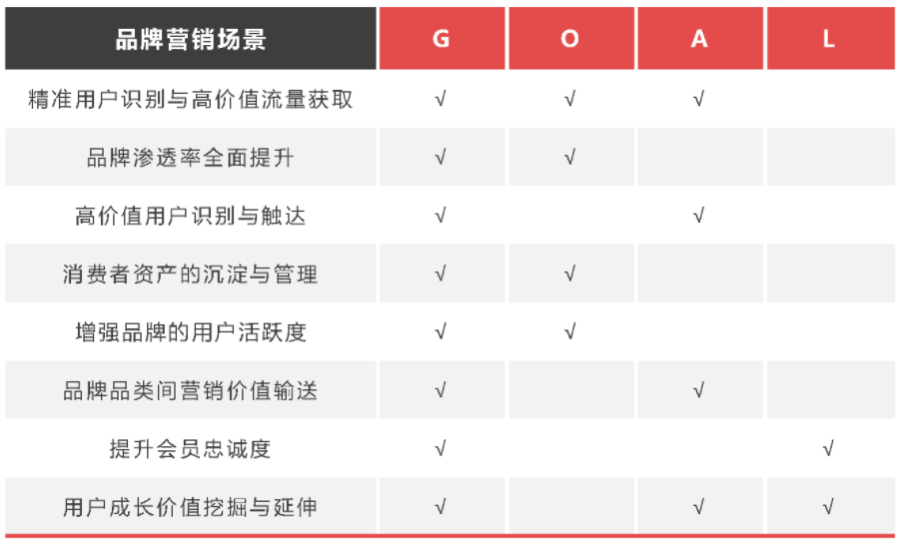 品牌营销场景 G O A L
精准用户识别与高价值流量获取 √ √ √
品牌渗透率全面提升 √ √
高价值用户识别与触达 √ √
消费者资产的沉淀与管理 √ √
增强品牌的用户活跃度 √ √
品牌品类间营销价值输送 √ √
提升会员忠诚度 √ √
用户成长价值挖掘与延伸 √ √ √